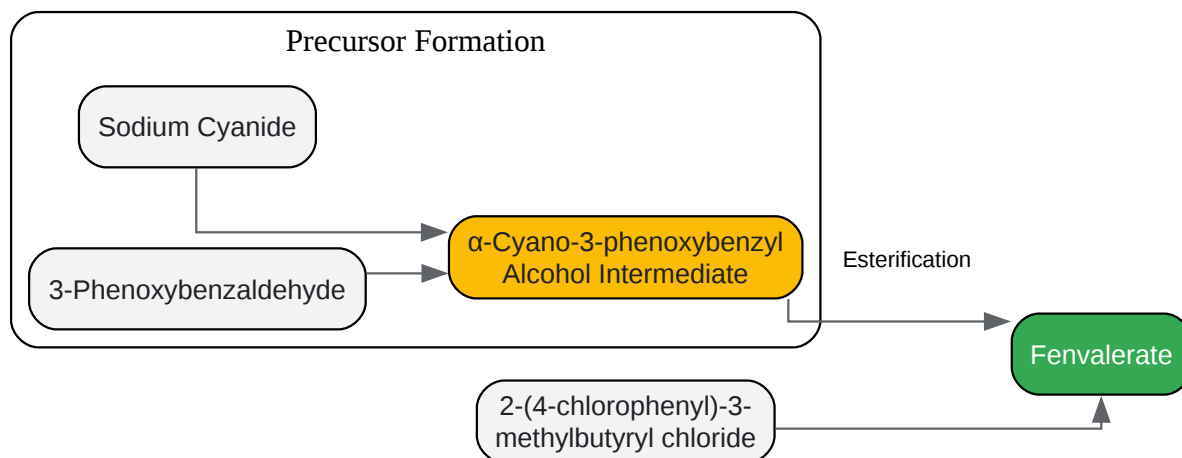 Precursor Formation
Sodium Cyanide
3-Phenoxybenzaldehyde
α-Cyano-3-phenoxybenzyl
Alcohol Intermediate
Esterification
Fenvalerate
2-(4-chlorophenyl)-3-
methylbutyryl chloride